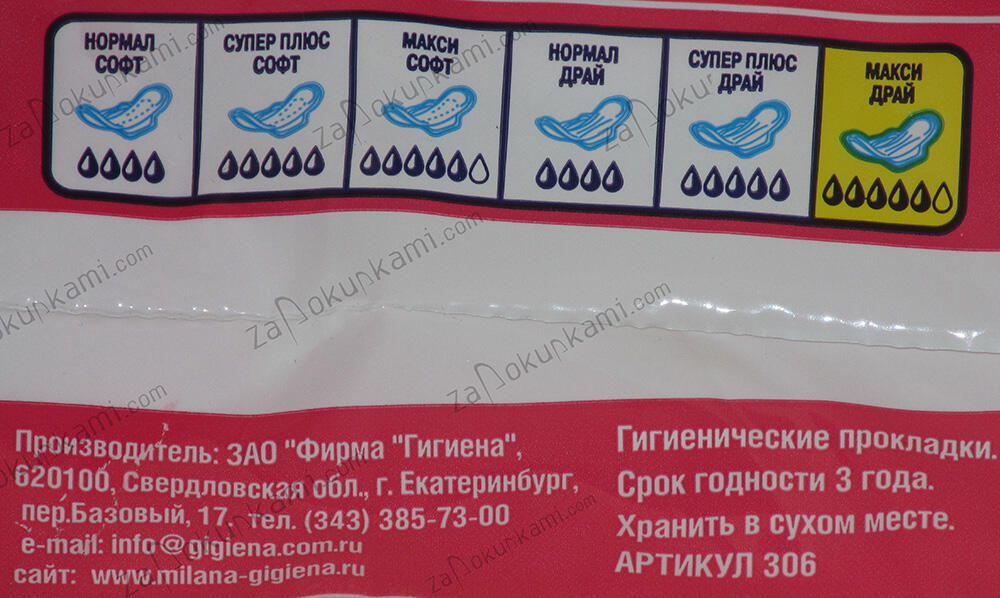 НОРМАЛ
СОФТ
СУПЕР ПЛЮС
СОФТ
МАКСИ
СОФТ
НОРМАЛ
ДРАЙ
СУПЕР ПЛЮС
ДРАЙ
МАКСИ
ДРАЙ
Производитель: ЗАО "Фирма "Гигиена",
620100, Свердловская обл., г. Екатеринбург,
пер.Базовый, 17, тел. (343) 385-73-00
e-mail: info@gigiena.com.ru
сайт: www.milana-gigiena.ru
Гигиенические прокладки.
Срок годности 3 года.
Хранить в сухом месте.
АРТИКУЛ 306
zaPokupkami.com